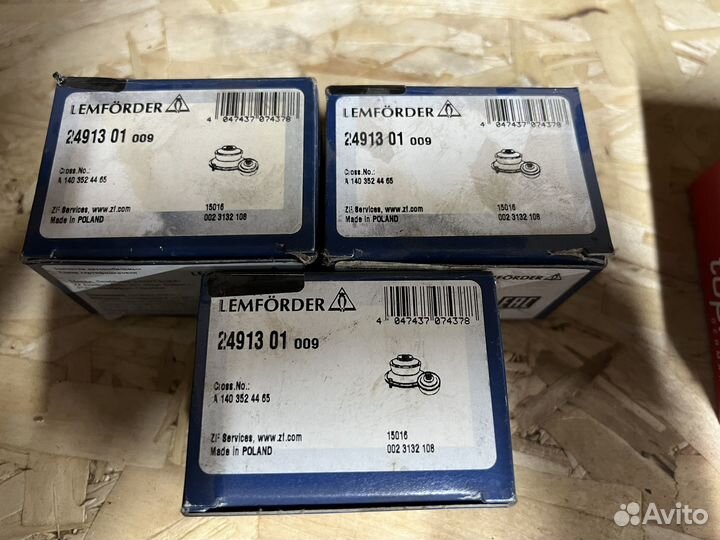 LEMFÖRDER
4 047437 074378
24913 01 009
Cross.No.:
A 140 352 44 65
ZF Services, www.zf.com
Made in POLAND
15016
002 3132 108
LEMFÖRDER
4 047437 074378
24913 01 009
Cross.No.:
A 140 352 44 65
ZF Services, www.zf.com
Made in POLAND
15016
002 3132 108
LEMFÖRDER
4 047437 074378
24913 01 009
Cross.No.:
A 140 352 44 65
ZF Services, www.zf.com
Made in POLAND
15016
002 3132 108
EAC
Avito